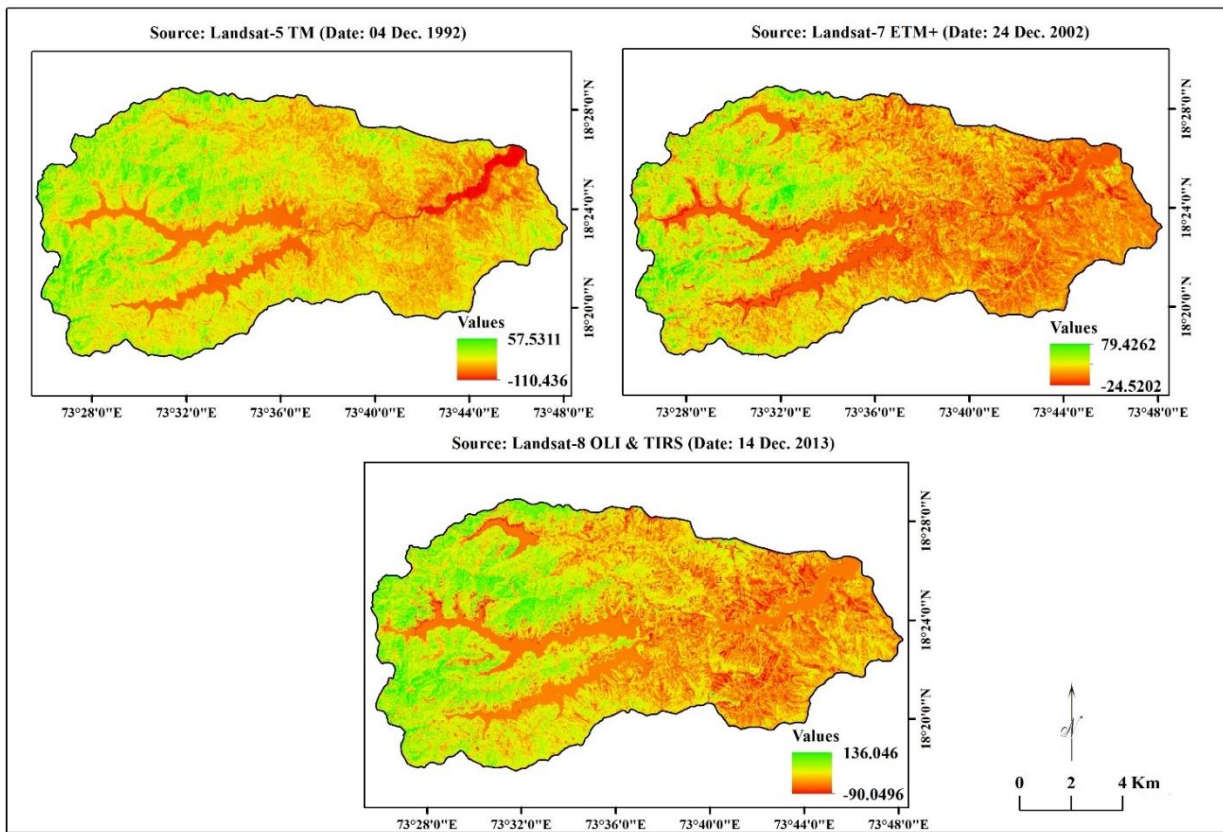 Source: Landsat-5 TM (Date: 04 Dec. 1992)
18°28'0"N
18°24'0"N
18°20'0"N
Values
57.5311
-110.436
73°28'0"E 73°32'0"E 73°36'0"E 73°40'0"E 73°44'0"E 73°48'0"E
Source: Landsat-7 ETM+ (Date: 24 Dec. 2002)
18°28'0"N
18°24'0"N
18°20'0"N
Values
79.4262
-24.5202
73°28'0"E 73°32'0"E 73°36'0"E 73°40'0"E 73°44'0"E 73°48'0"E
Source: Landsat-8 OLI & TIRS (Date: 14 Dec. 2013)
18°28'0"N
18°24'0"N
18°20'0"N
Values
136.046
-90.0496
73°28'0"E 73°32'0"E 73°36'0"E 73°40'0"E 73°44'0"E 73°48'0"E
N
0 2 4 Km